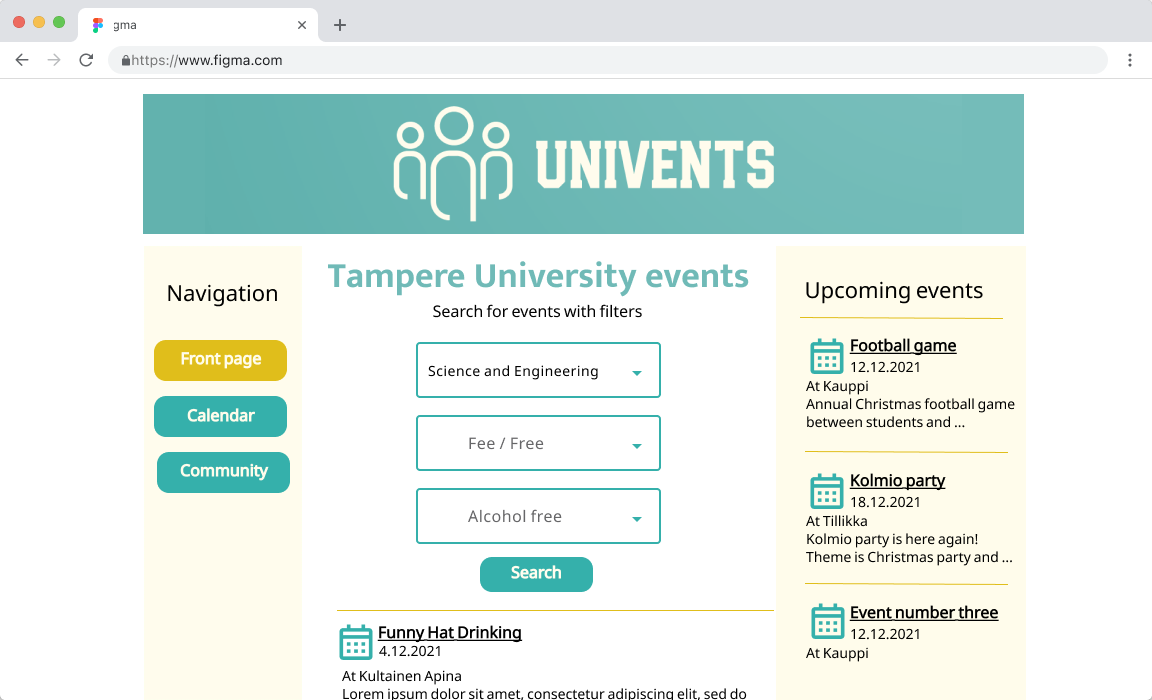 gma
https://www.figma.com
UNIVENTS
Navigation
Front page
Calendar
Community
Tampere University events
Search for events with filters
Science and Engineering
Fee / Free
Alcohol free
Search
Funny Hat Drinking
4.12.2021
At Kultainen Apina
Lorem ipsum dolor sit amet, consectetur adipiscing elit, sed do
Upcoming events
Football game
12.12.2021
At Kauppi
Annual Christmas football game
between students and ...
Kolmio party
18.12.2021
At Tillikka
Kolmio party is here again!
Theme is Christmas party and ...
Event number three
12.12.2021
At Kauppi